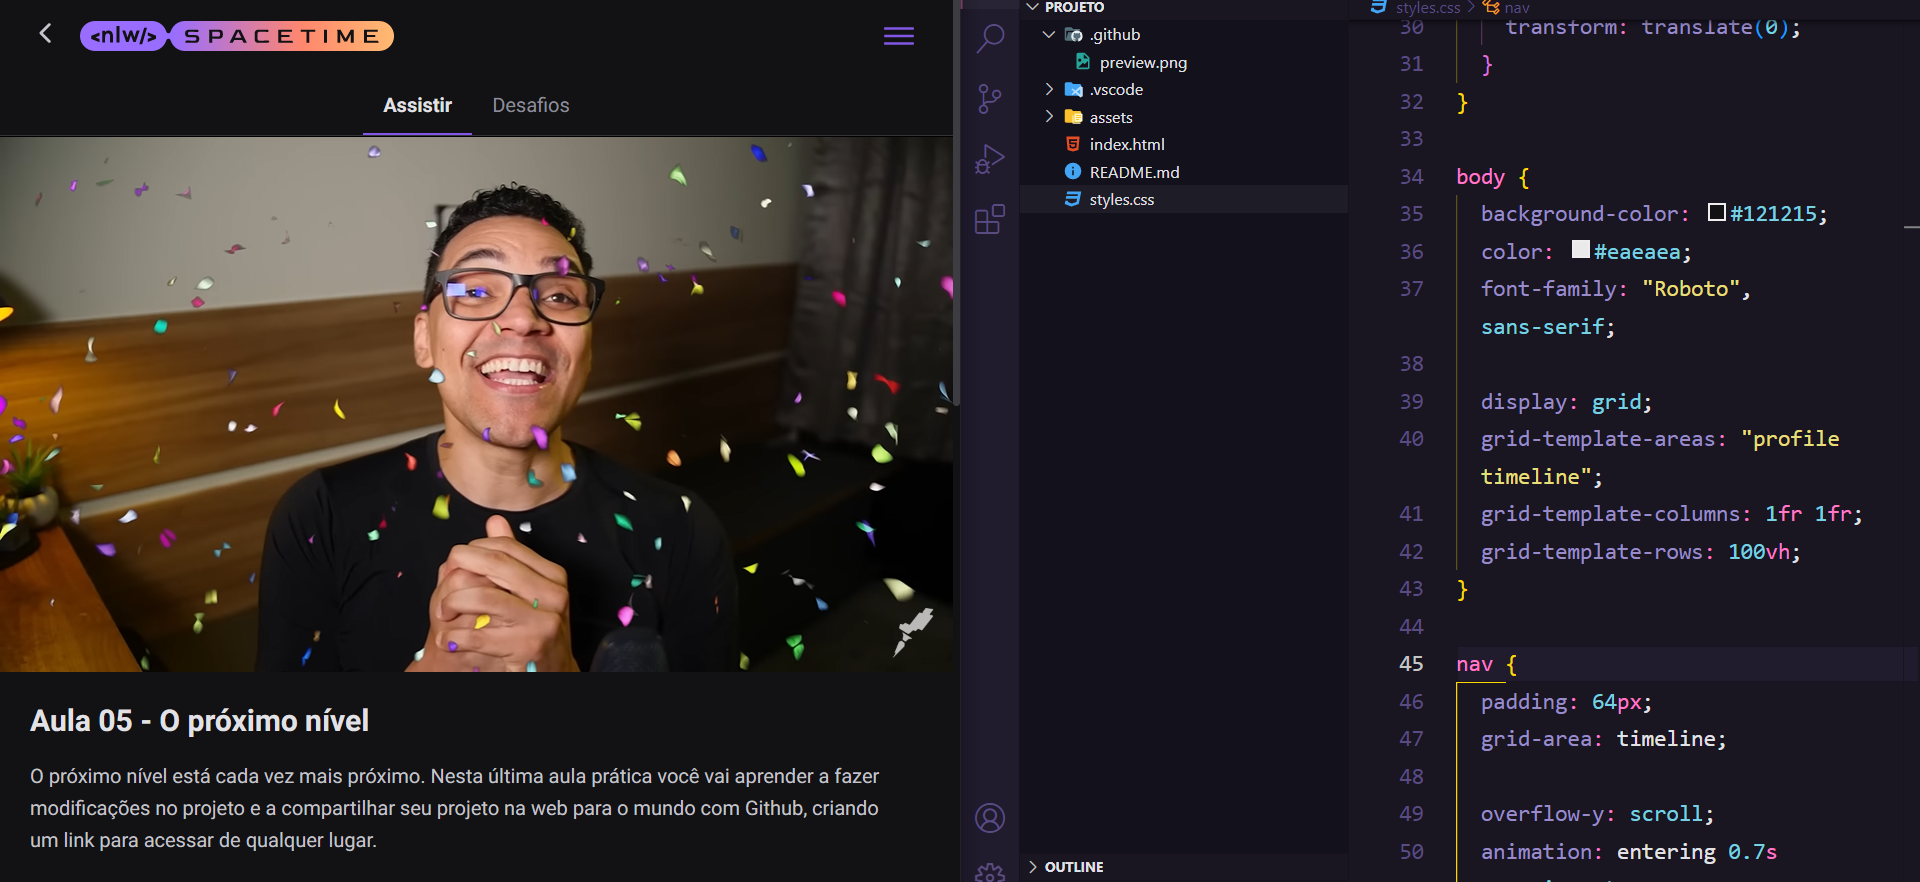 <nlw/> SPACETIME
Assistir Desafios
Aula 05 - O próximo nível
O próximo nível está cada vez mais próximo. Nesta última aula prática você vai aprender a fazer
modificações no projeto e a compartilhar seu projeto na web para o mundo com Github, criando
um link para acessar de qualquer lugar.
PROJETO
.github
preview.png
.vscode
assets
index.html
README.md
styles.css
OUTLINE
styles.css > nav
30 transform: translate(0);
31 }
32 }
33
34 body {
35 background-color: #121215;
36 color: #eaeaea;
37 font-family: "Roboto",
sans-serif;
38
39 display: grid;
40 grid-template-areas: "profile
timeline";
41 grid-template-columns: 1fr 1fr;
42 grid-template-rows: 100vh;
43 }
44
45 nav {
46 padding: 64px;
47 grid-area: timeline;
48
49 overflow-y: scroll;
50 animation: entering 0.7s